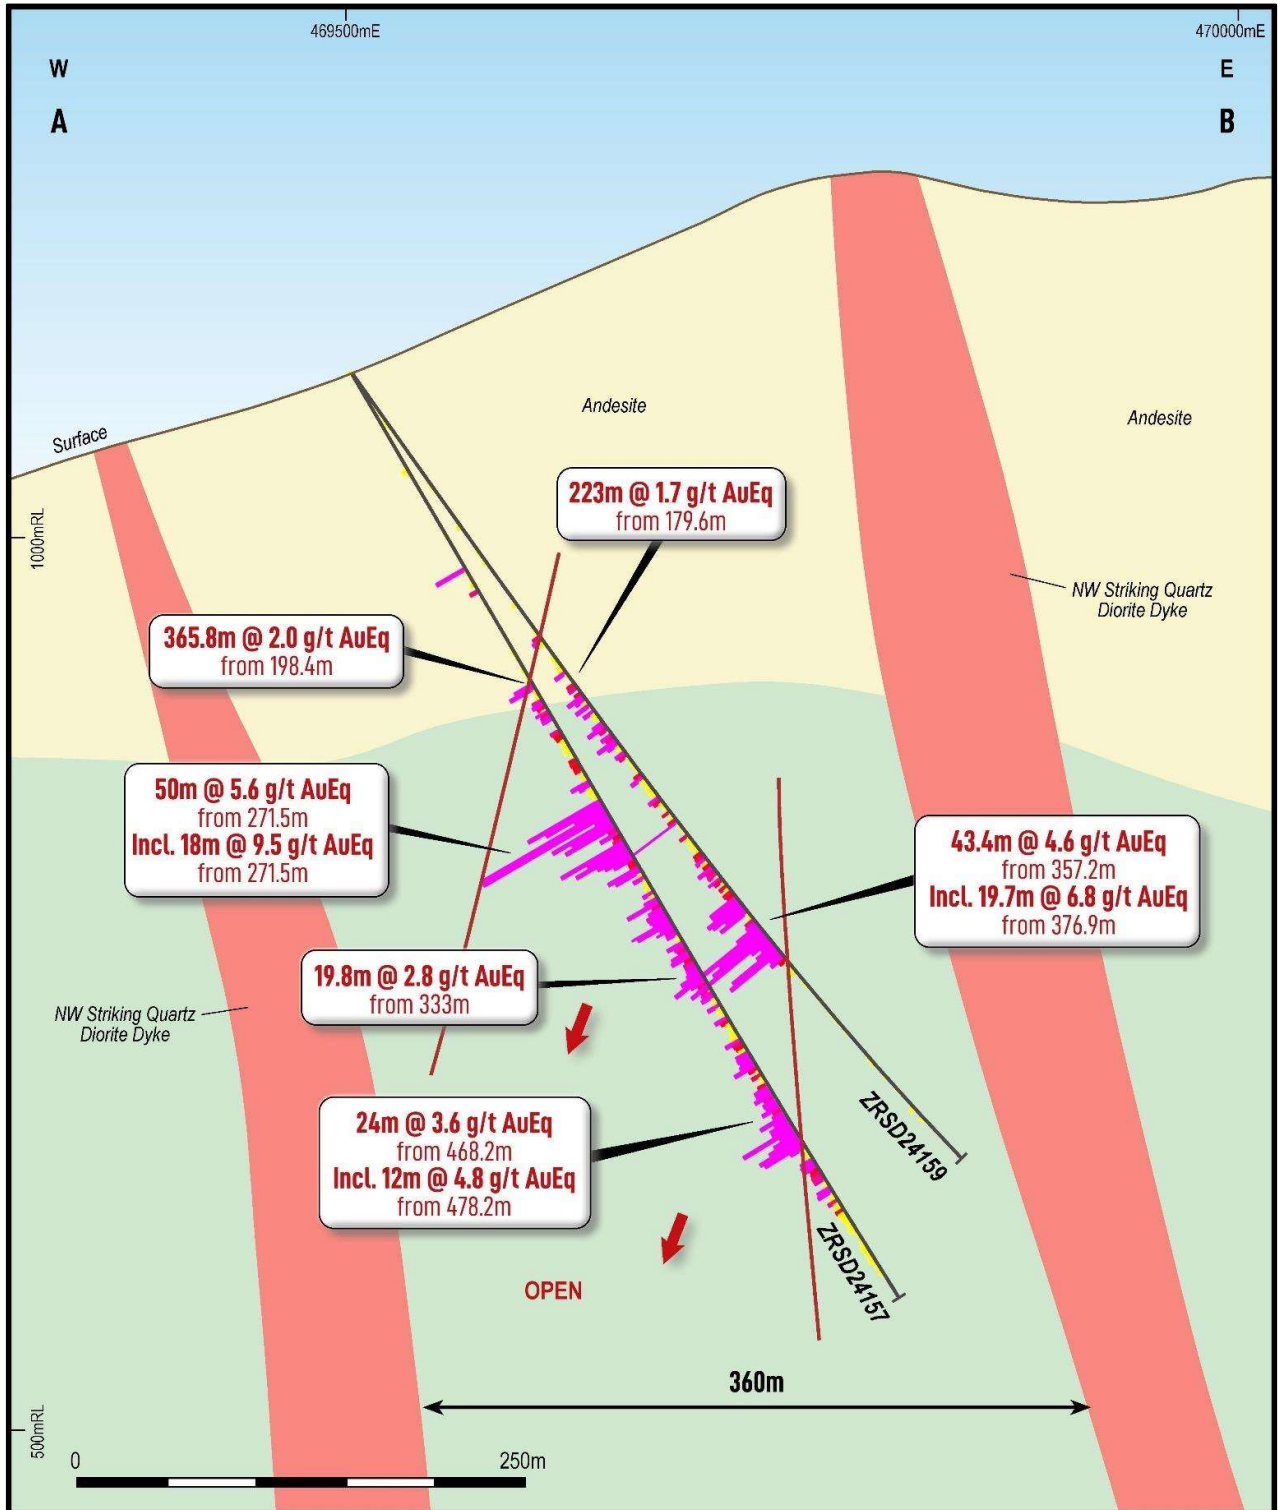 469500mE
470000mE
W
E
A
B
Surface
Andesite
Andesite
223m @ 1.7 g/t AuEq
from 179.6m
1000mRL
NW Striking Quartz
Diorite Dyke
365.8m @ 2.0 g/t AuEq
from 198.4m
50m @ 5.6 g/t AuEq
from 271.5m
Incl. 18m @ 9.5 g/t AuEq
from 271.5m
43.4m @ 4.6 g/t AuEq
from 357.2m
Incl. 19.7m @ 6.8 g/t AuEq
from 376.9m
19.8m @ 2.8 g/t AuEq
from 333m
NW Striking Quartz
Diorite Dyke
24m @ 3.6 g/t AuEq
from 468.2m
Incl. 12m @ 4.8 g/t AuEq
from 478.2m
ZRSD24159
ZRSD24157
OPEN
360m
500mRL
0
250m